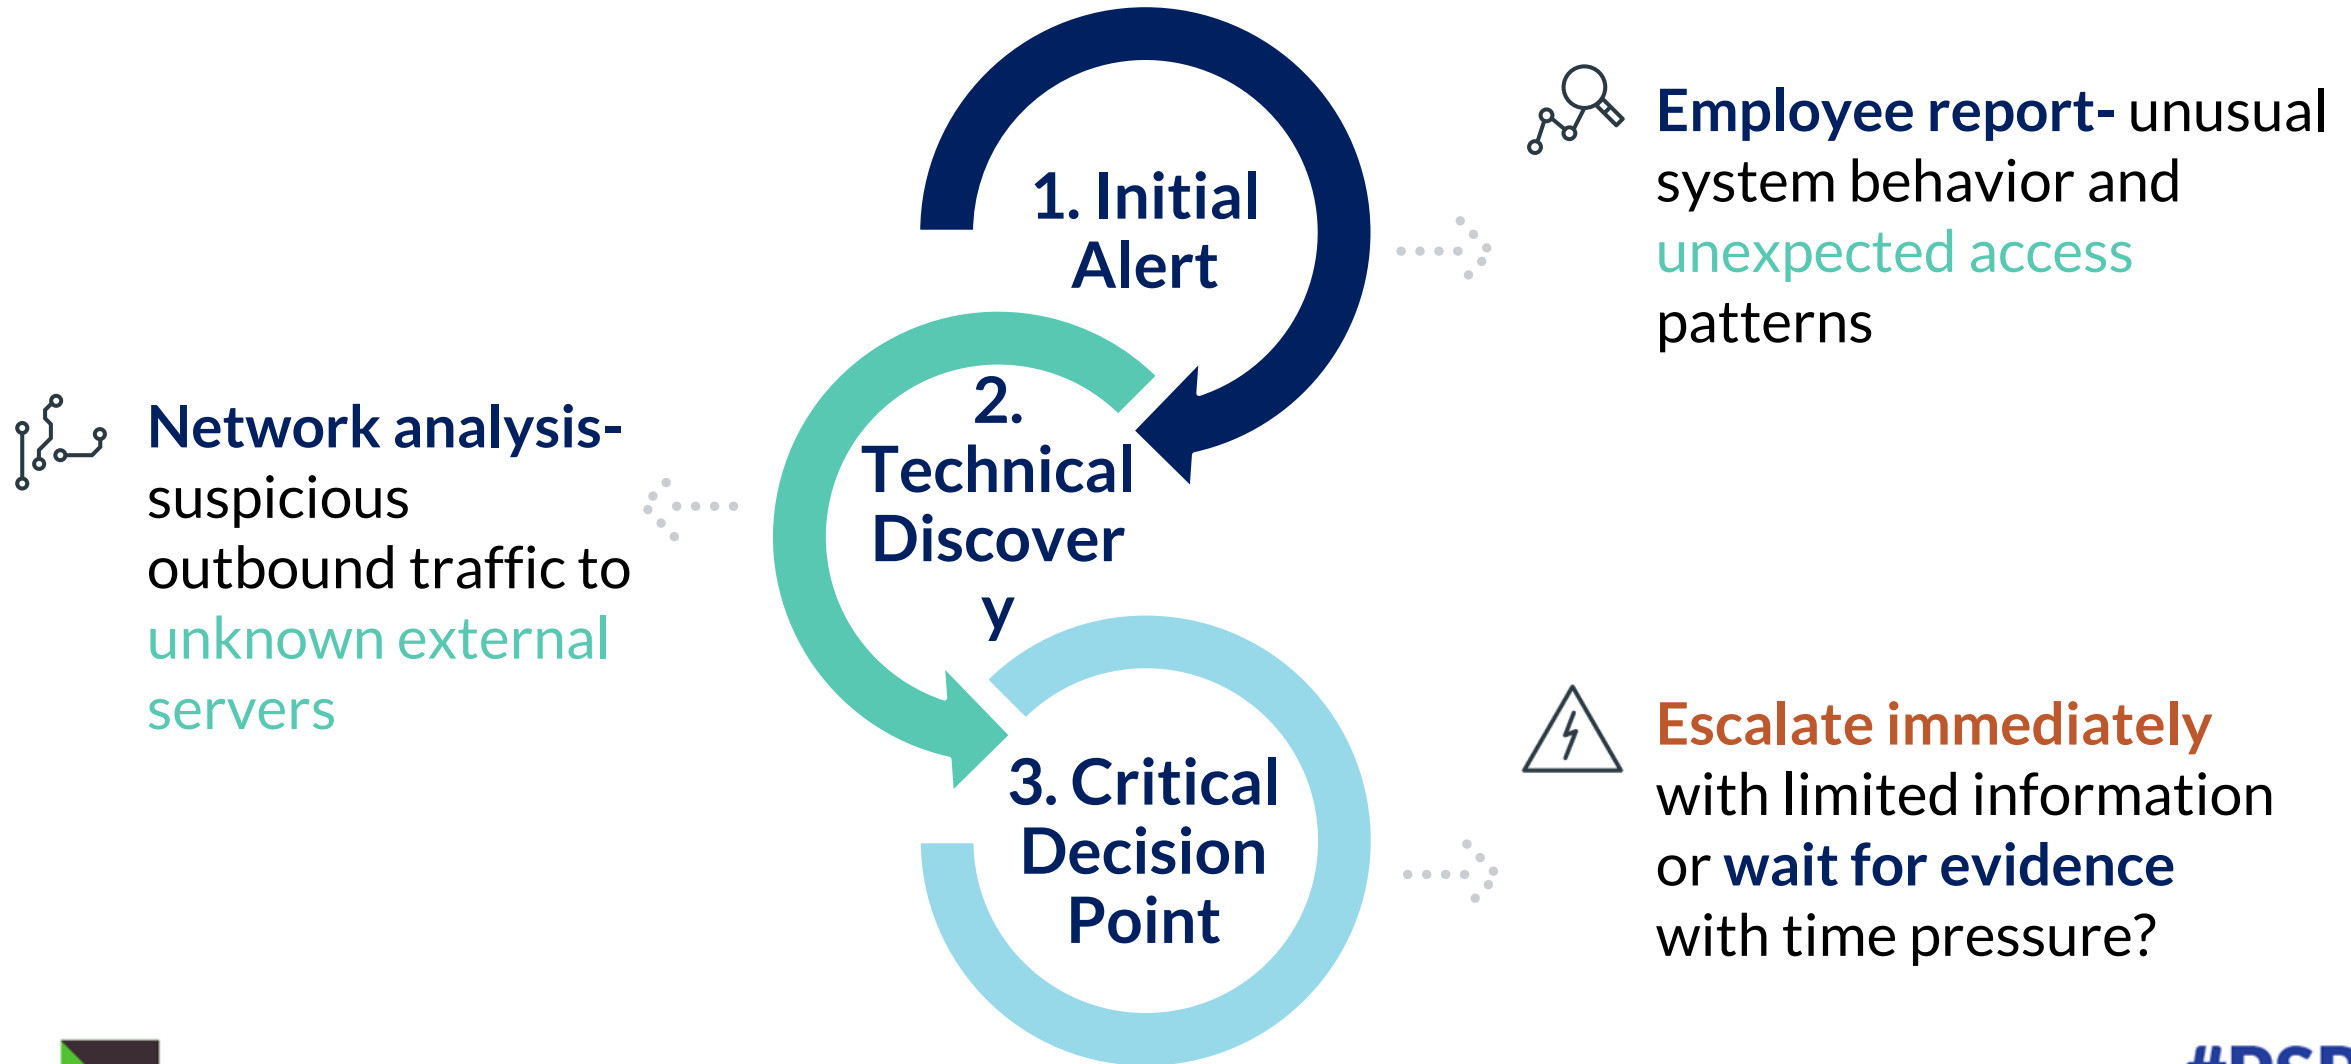 1. Initial
Alert
Employee report- unusual
system behavior and
unexpected access
patterns
2.
Technical
Discover
y
Network analysis-
suspicious
outbound traffic to
unknown external
servers
3. Critical
Decision
Point
Escalate immediately
with limited information
or wait for evidence
with time pressure?